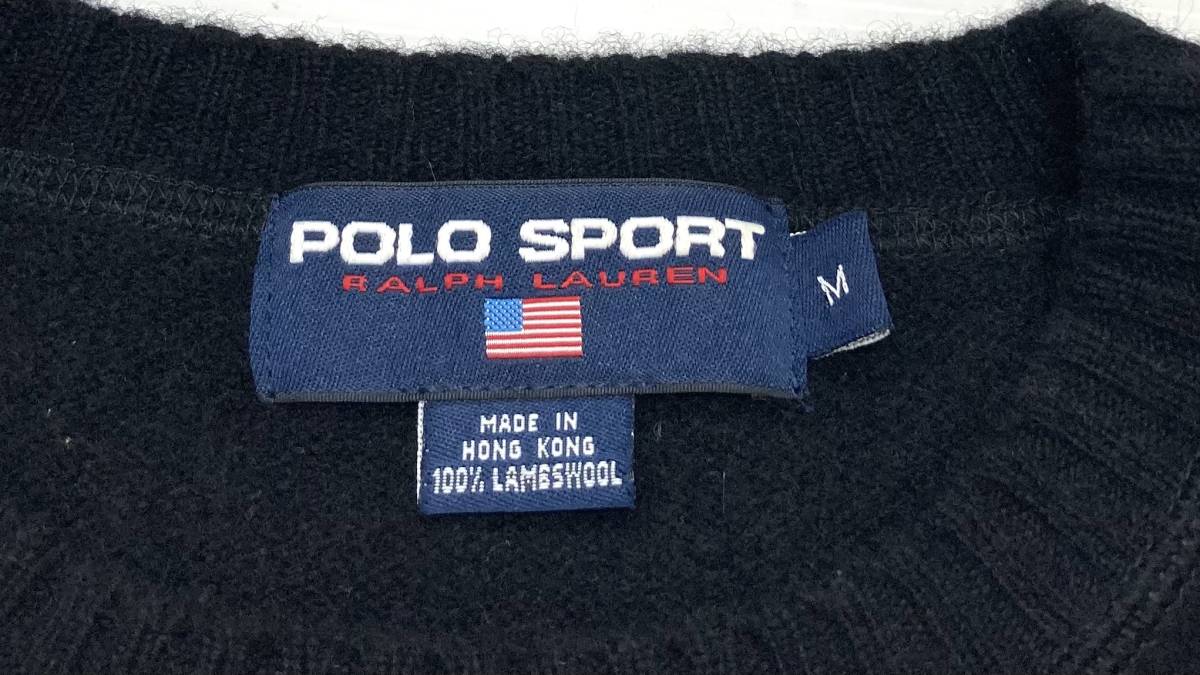 POLO SPORT
RALPH LAUREN
M
MADE IN
HONG KONG
100% LAMBSWOOL